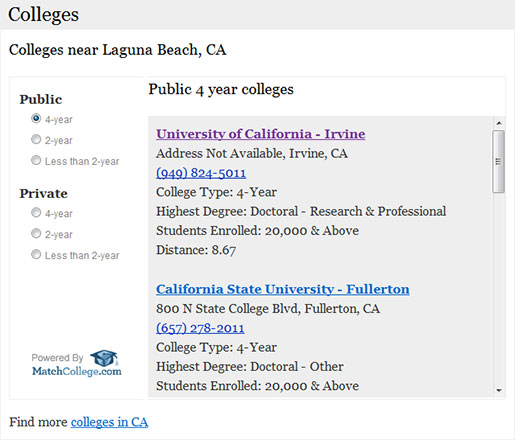 Colleges
Colleges near Laguna Beach, CA
Public
4-year
2-year
Less than 2-year
Private
4-year
2-year
Less than 2-year
Powered By
MatchCollege.com
Public 4 year colleges
University of California - Irvine
Address Not Available, Irvine, CA
(949) 824-5011
College Type: 4-Year
Highest Degree: Doctoral - Research & Professional
Students Enrolled: 20,000 & Above
Distance: 8.67
California State University - Fullerton
800 N State College Blvd, Fullerton, CA
(657) 278-2011
College Type: 4-Year
Highest Degree: Doctoral - Other
Students Enrolled: 20,000 & Above
Find more colleges in CA